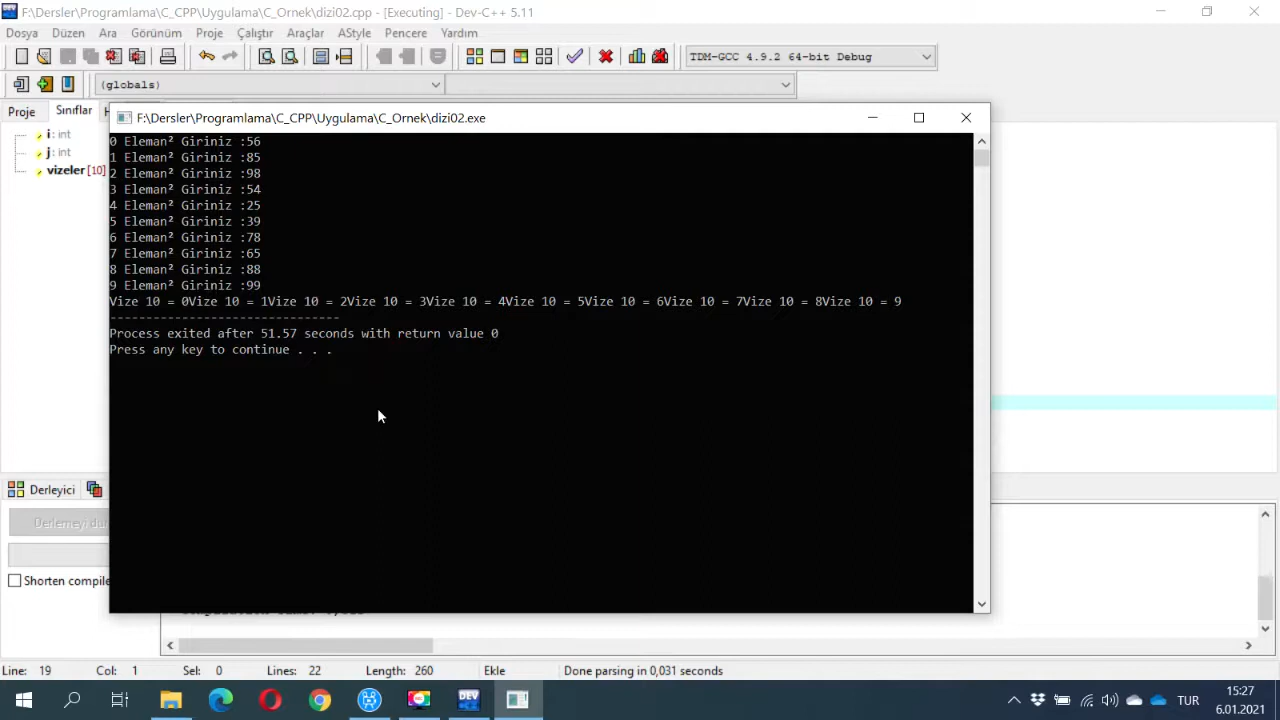 F:\Dersler\Programlama\C_CPP\Uygulama\C_Ornek\dizi02.cpp - [Executing] - Dev-C++ 5.11
Dosya Düzen Ara Görünüm Proje Çalıştır Araçlar AStyle Pencere Yardım
TDM-GCC 4.9.2 64-bit Debug
(globals)
Proje Sınıflar
F:\Dersler\Programlama\C_CPP\Uygulama\C_Ornek\dizi02.exe
i : int
j : int
vizeler [10]
0 Eleman² Giriniz :56
1 Eleman² Giriniz :85
2 Eleman² Giriniz :98
3 Eleman² Giriniz :54
4 Eleman² Giriniz :25
5 Eleman² Giriniz :39
6 Eleman² Giriniz :78
7 Eleman² Giriniz :65
8 Eleman² Giriniz :88
9 Eleman² Giriniz :99
Vize 10 = 0Vize 10 = 1Vize 10 = 2Vize 10 = 3Vize 10 = 4Vize 10 = 5Vize 10 = 6Vize 10 = 7Vize 10 = 8Vize 10 = 9
--------------------------------
Process exited after 51.57 seconds with return value 0
Press any key to continue . . .
Derleyici
Derlemeyi du
Shorten compile
Line: 19 Col: 1 Sel: 0 Lines: 22 Length: 260 Ekle Done parsing in 0,031 seconds
DEV
TUR
15:27
6.01.2021